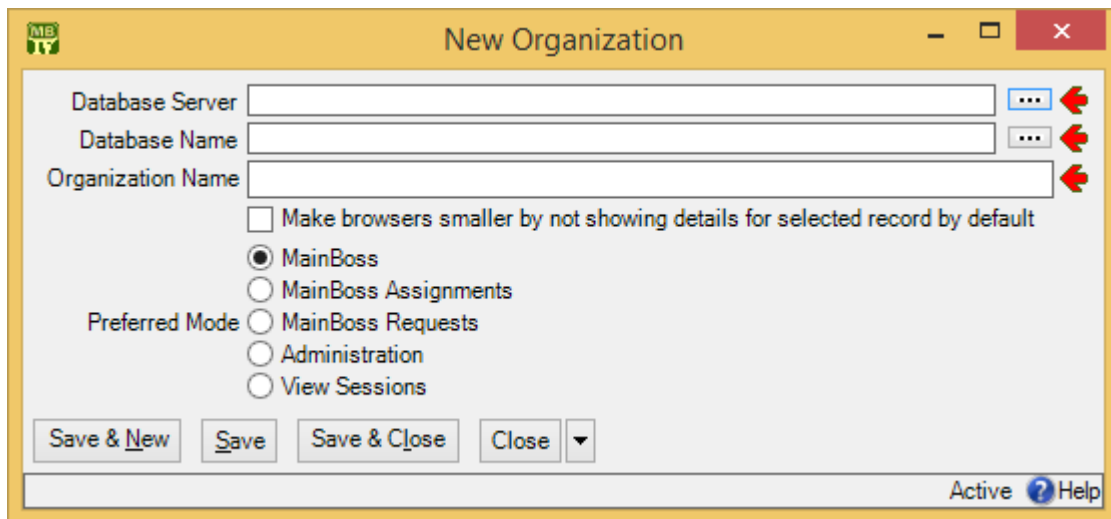 MB
IV
New Organization
Database Server
...
Database Name
...
Organization Name
Make browsers smaller by not showing details for selected record by default
MainBoss
MainBoss Assignments
Preferred Mode MainBoss Requests
Administration
View Sessions
Save & New Save Save & Close Close
Active ? Help